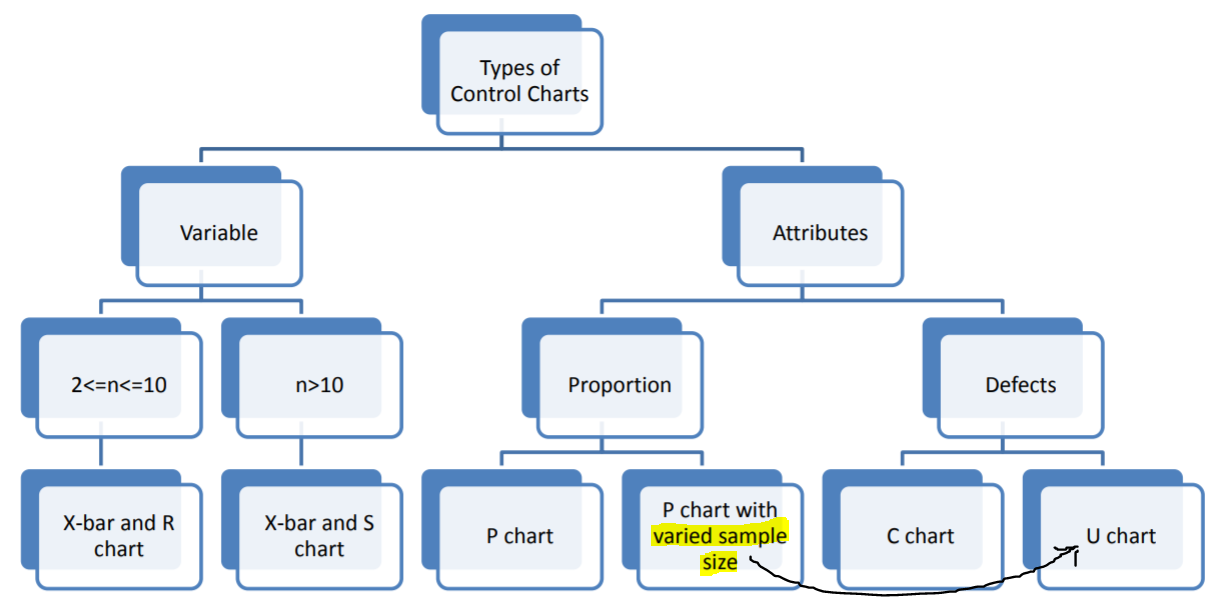 Types of
Control Charts
Variable
Attributes
2<=n<=10
n>10
Proportion
Defects
X-bar and R
chart
X-bar and S
chart
P chart
P chart with
varied sample
size
C chart
U chart